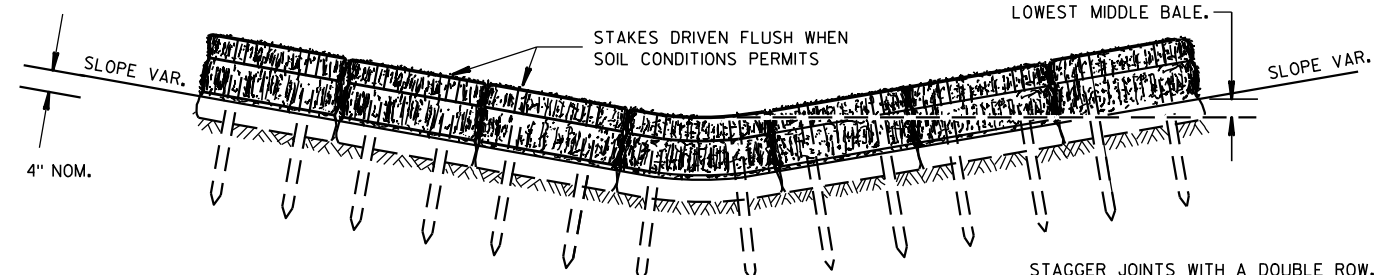 LOWEST MIDDLE BALE.
STAKES DRIVEN FLUSH WHEN
SOIL CONDITIONS PERMITS
SLOPE VAR.
SLOPE VAR.
4" NOM.
STAGGER JOINTS WITH A DOUBLE ROW.